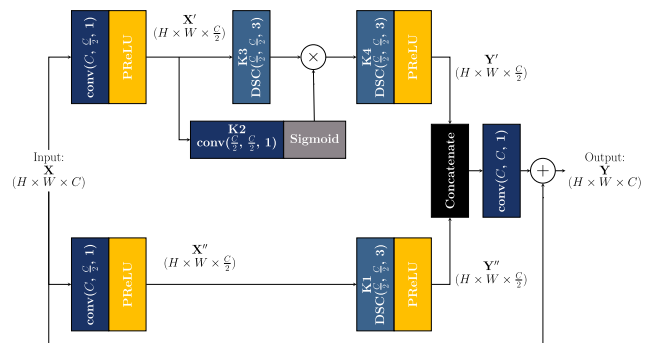 conv(C, C/2, 1)
PReLU
X′
(H × W × C/2)
K3
DSC(C/2, C/2, 3)
×
K4
DSC(C/2, C/2, 3)
PReLU
Y′
(H × W × C/2)
K2
conv(C/2, C/2, 1)
Sigmoid
Input:
X
(H × W × C)
Concatenate
conv(C, C, 1)
+
Output:
Y
(H × W × C)
conv(C, C/2, 1)
PReLU
X″
(H × W × C/2)
K1
DSC(C/2, C/2, 3)
PReLU
Y″
(H × W × C/2)